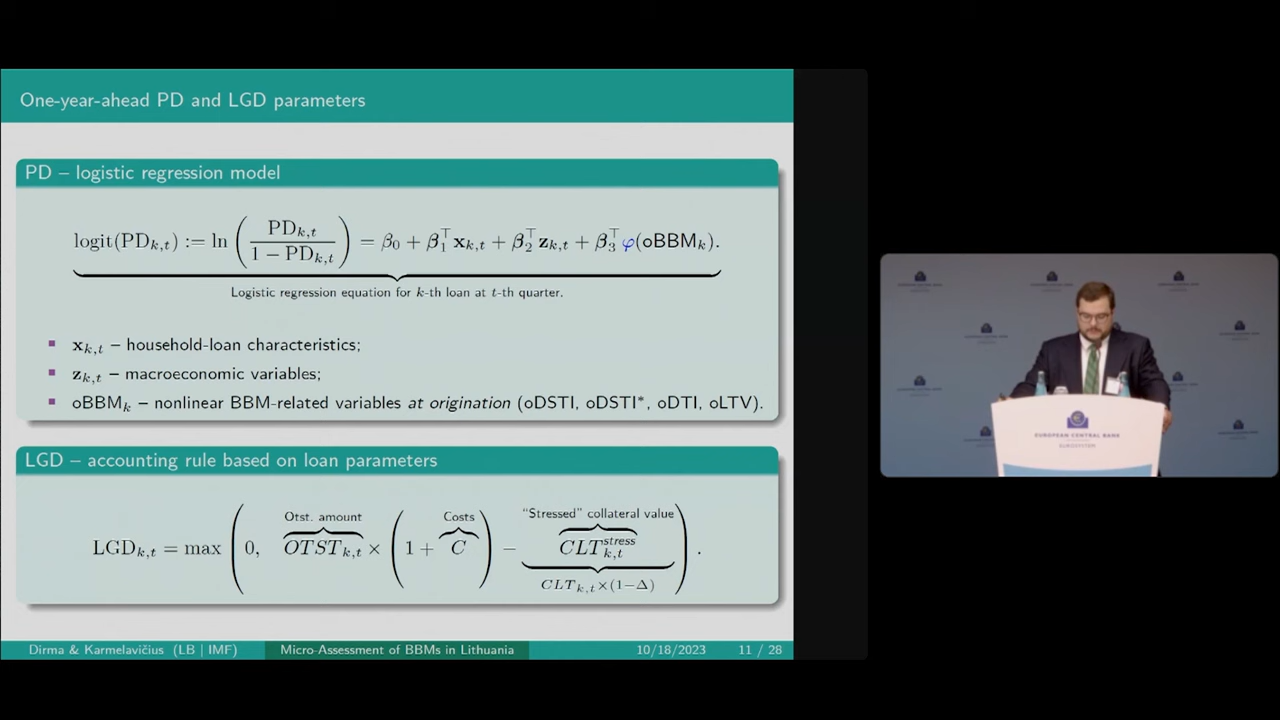 One-year-ahead PD and LGD parameters
PD – logistic regression model
logit(PD_{k,t}) := ln (PD_{k,t} / 1 − PD_{k,t}) = β_0 + β_1^⊤ x_{k,t} + β_2^⊤ z_{k,t} + β_3^⊤ φ(oBBM_k).
Logistic regression equation for k-th loan at t-th quarter.
▪ x_{k,t} – household-loan characteristics;
▪ z_{k,t} – macroeconomic variables;
▪ oBBM_k – nonlinear BBM-related variables at origination (oDSTI, oDSTI*, oDTI, oLTV).
LGD – accounting rule based on loan parameters
Otst. amount Costs "Stressed" collateral value
LGD_{k,t} = max (0, OTST_{k,t} × (1 + C) − CLT_{k,t}^{stress}).
CLT_{k,t}×(1−Δ)
Dirma & Karmelavičius (LB | IMF) Micro-Assessment of BBMs in Lithuania 10/18/2023 11 / 28
EUROPEAN CENTRAL BANK
EUROSYSTEM